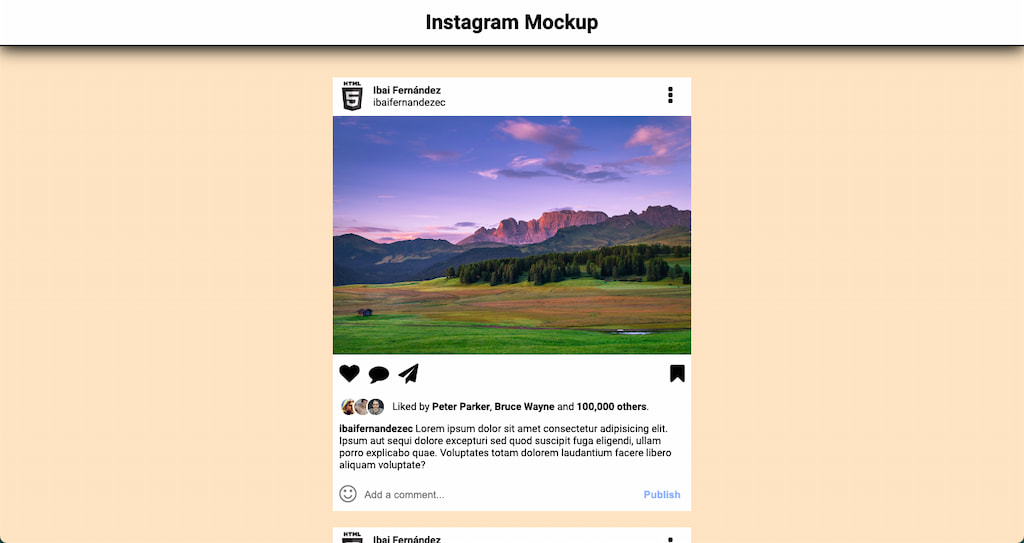 Instagram Mockup
HTML
5
Ibai Fernández
ibaifernandezec
Liked by Peter Parker, Bruce Wayne and 100,000 others.
ibaifernandezec Lorem ipsum dolor sit amet consectetur adipisicing elit.
Ipsum aut sequi dolore excepturi sed quod suscipit fuga eligendi, ullam
porro explicabo quae. Voluptates totam dolorem laudantium facere libero
aliquam voluptate?
Add a comment...
Publish
HTML
Ibai Fernández